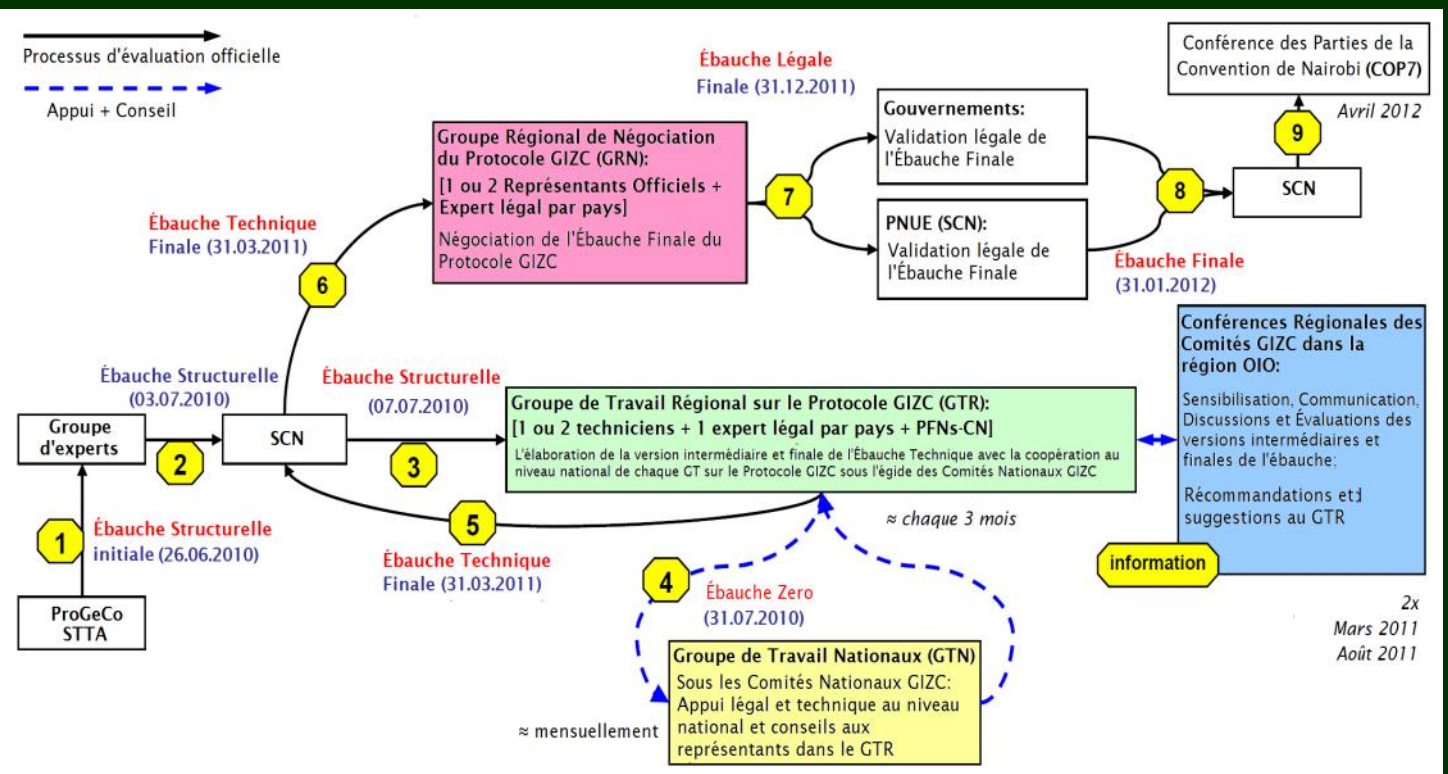 Processus d'évaluation officielle
Appui + Conseil
Ébauche Légale
Finale (31.12.2011)
Conférence des Parties de la
Convention de Nairobi (COP7)
Avril 2012
9
SCN
Groupe Régional de Négociation
du Protocole GIZC (GRN):
[1 ou 2 Représentants Officiels +
Expert légal par pays]
Négociation de l'Ébauche Finale du
Protocole GIZC
7
Gouvernements:
Validation légale de
l'Ébauche Finale
PNUE (SCN):
Validation légale de
l'Ébauche Finale
8
Ébauche Finale
(31.01.2012)
Ébauche Technique
Finale (31.03.2011)
6
Ébauche Structurelle
(03.07.2010)
Ébauche Structurelle
(07.07.2010)
Groupe
d'experts
2
SCN
3
Groupe de Travail Régional sur le Protocole GIZC (GTR):
[1 ou 2 techniciens + 1 expert légal par pays + PFNs-CN]
L'élaboration de la version intermédiaire et finale de l'Ébauche Technique avec la coopération au
niveau national de chaque GT sur le Protocole GIZC sous l'égide des Comités Nationaux GIZC
Conférences Régionales des
Comités GIZC dans la
région OIO:
Sensibilisation, Communication,
Discussions et Évaluations des
versions intermédiaires et
finales de l'ébauche;
Récommandations et
suggestions au GTR
information
2x
Mars 2011
Août 2011
1
Ébauche Structurelle
initiale (26.06.2010)
ProGeCo
STTA
5
Ébauche Technique
Finale (31.03.2011)
≈ chaque 3 mois
4
Ébauche Zero
(31.07.2010)
Groupe de Travail Nationaux (GTN)
Sous les Comités Nationaux GIZC:
Appui légal et technique au niveau
national et conseils aux
représentants dans le GTR
≈ mensuellement